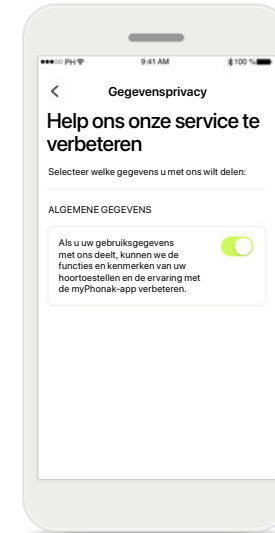 PH 9:41 AM 100 %
Gegevensprivacy
Help ons onze service te
verbeteren
Selecteer welke gegevens u met ons wilt delen:
ALGEMENE GEGEVENS
Als u uw gebruiksgegevens
met ons deelt, kunnen we de
functies en kenmerken van uw
hoortoestellen en de ervaring met
de myPhonak-app verbeteren.